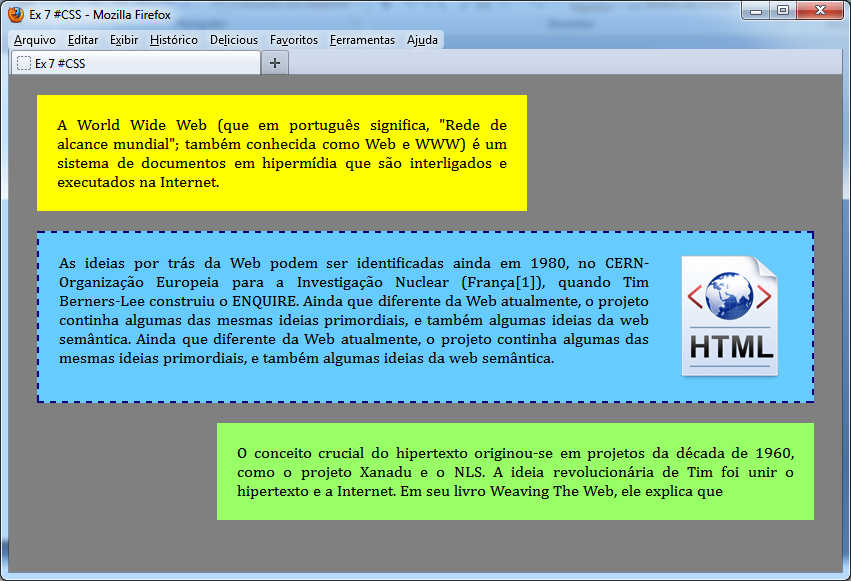 Ex 7 #CSS - Mozilla Firefox
Arquivo Editar Exibir Histórico Delicious Favoritos Ferramentas Ajuda
Ex 7 #CSS
A World Wide Web (que em português significa, "Rede de
alcance mundial"; também conhecida como Web e WWW) é um
sistema de documentos em hipermídia que são interligados e
executados na Internet.
As ideias por trás da Web podem ser identificadas ainda em 1980, no CERN-
Organização Europeia para a Investigação Nuclear (França[1]), quando Tim
Berners-Lee construiu o ENQUIRE. Ainda que diferente da Web atualmente, o projeto
continha algumas das mesmas ideias primordiais, e também algumas ideias da web
semântica. Ainda que diferente da Web atualmente, o projeto continha algumas das
mesmas ideias primordiais, e também algumas ideias da web semântica.
HTML
O conceito crucial do hipertexto originou-se em projetos da década de 1960,
como o projeto Xanadu e o NLS. A ideia revolucionária de Tim foi unir o
hipertexto e a Internet. Em seu livro Weaving The Web, ele explica que